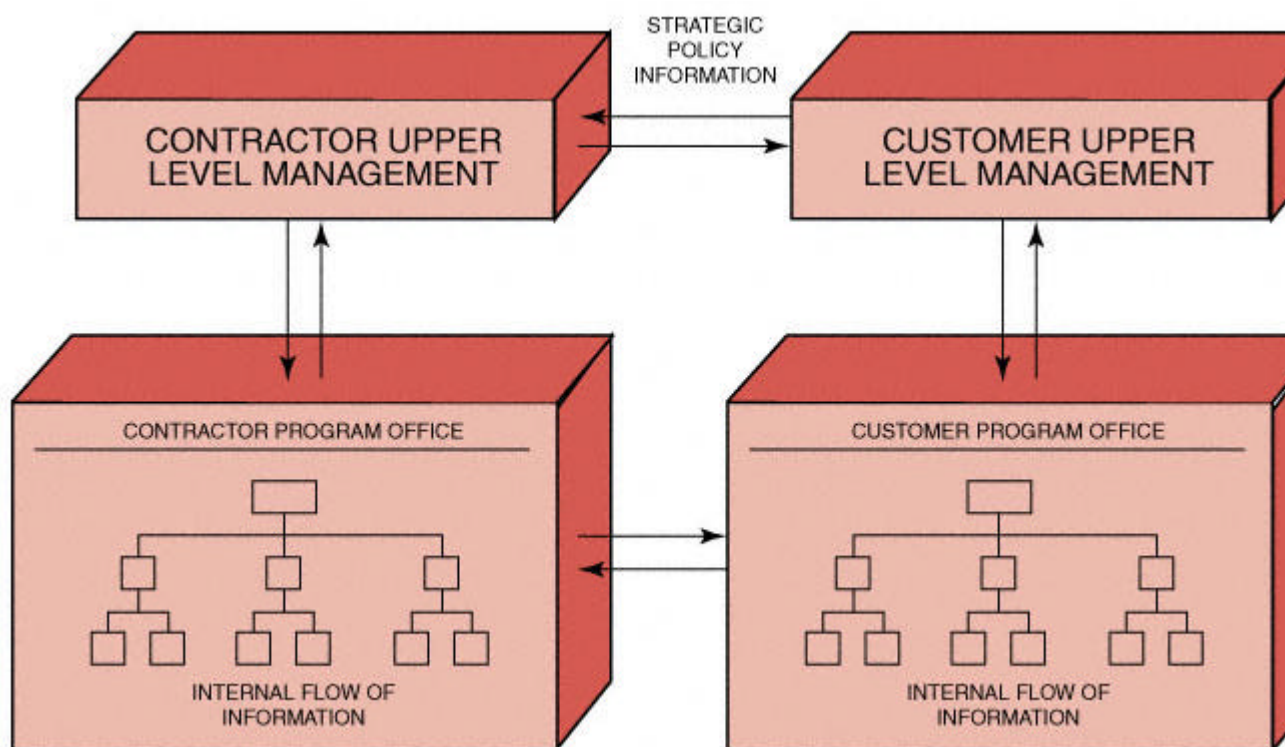 STRATEGIC
POLICY
INFORMATION
CONTRACTOR UPPER
LEVEL MANAGEMENT
CUSTOMER UPPER
LEVEL MANAGEMENT
CONTRACTOR PROGRAM OFFICE
INTERNAL FLOW OF
INFORMATION
CUSTOMER PROGRAM OFFICE
INTERNAL FLOW OF
INFORMATION